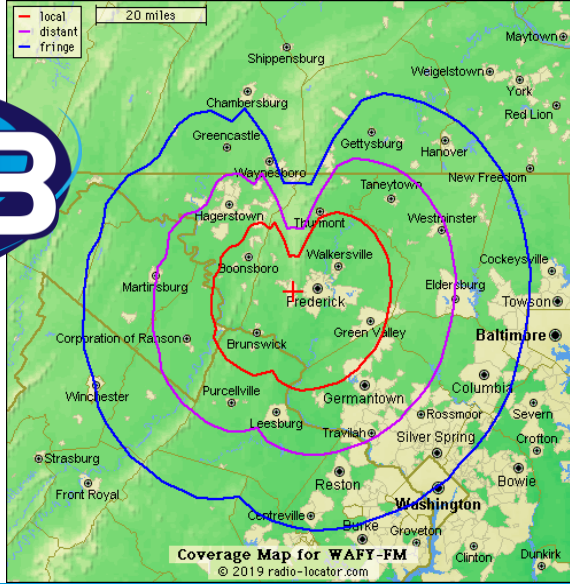 local
distant
fringe
20 miles
Maytown
Shippensburg
Weigelstown
York
Chambersburg
Red Lion
Greencastle
Gettysburg
Hanover
Waynesboro
New Freedom
Taneytown
Hagerstown
Thurmont
Westminster
Boonsboro
Walkersville
Cockeysville
Martinsburg
Eldersburg
Frederick
Towson
Green Valley
Baltimore
Corporation of Ranson
Brunswick
Columbia
Winchester
Purcellville
Germantown
Leesburg
Rossmoor
Severn
Travilah
Silver Spring
Crofton
Strasburg
Reston
Bowie
Front Royal
Washington
Centreville
Burke
Groveton
Coverage Map for WAFY-FM
Clinton
Dunkirk
© 2019 radio-locator.com
B